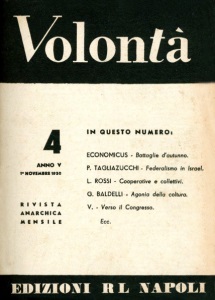 Volontà
4
ANNO V
1° NOVEMBRE 1950
RIVISTA
ANARCHICA
MENSILE
IN QUESTO NUMERO:
ECONOMICUS - Battaglie d'autunno.
P. TAGLIAZUCCHI - Federalismo in Israel.
L. ROSSI - Cooperative e collettivi.
G. BALDELLI - Agonia della coltura.
V. - Verso il Congresso.
Ecc.
EDIZIONI RL NAPOLI